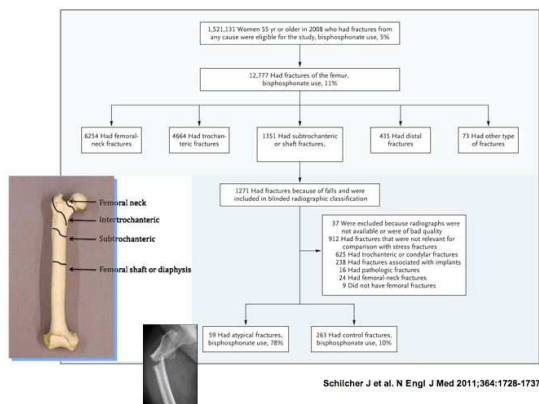 1,521,131 Women 55 yr or older in 2008 who had fractures from
any cause were eligible for the study, bisphosphonate use, 5%
12,777 Had fractures of the femur,
bisphosphonate use, 11%
6254 Had femoral-
neck fractures
4664 Had trochan-
teric fractures
1351 Had subtrochanteric
or shaft fractures,
435 Had distal
fractures
73 Had other type
of fractures
1271 Had fractures because of falls and were
included in blinded radiographic classification
Femoral neck
Intertrochanteric
Subtrochanteric
Femoral shaft or diaphysis
37 Were excluded because radiographs were
not available or were of bad quality
912 Had fractures that were not relevant for
comparison with stress fractures
625 Had trochanteric or condylar fractures
238 Had fractures associated with implants
16 Had pathologic fractures
24 Had femoral-neck fractures
9 Did not have femoral fractures
59 Had atypical fractures,
bisphosphonate use, 78%
263 Had control fractures,
bisphosphonate use, 10%
Schilcher J et al. N Engl J Med 2011;364:1728-1737